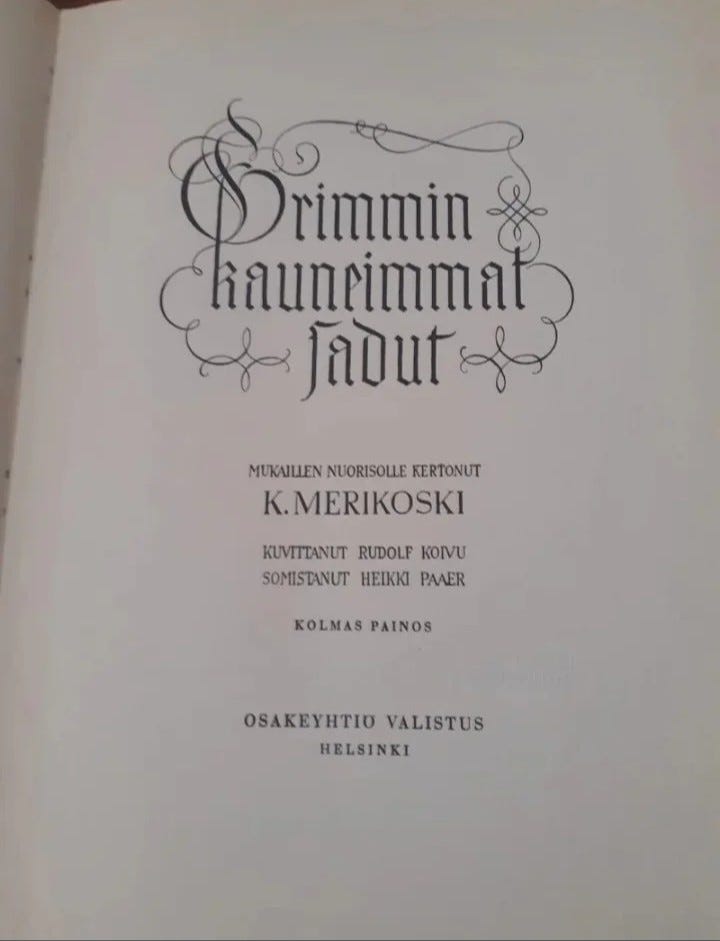 Grimmin
kauneimmat
sadut
MUKAILLEN NUORISOLLE KERTONUT
K. MERIKOSKI
KUVITTANUT RUDOLF KOIVU
SOMISTANUT HEIKKI PAAER
KOLMAS PAINOS
OSAKEYHTIÖ VALISTUS
HELSINKI